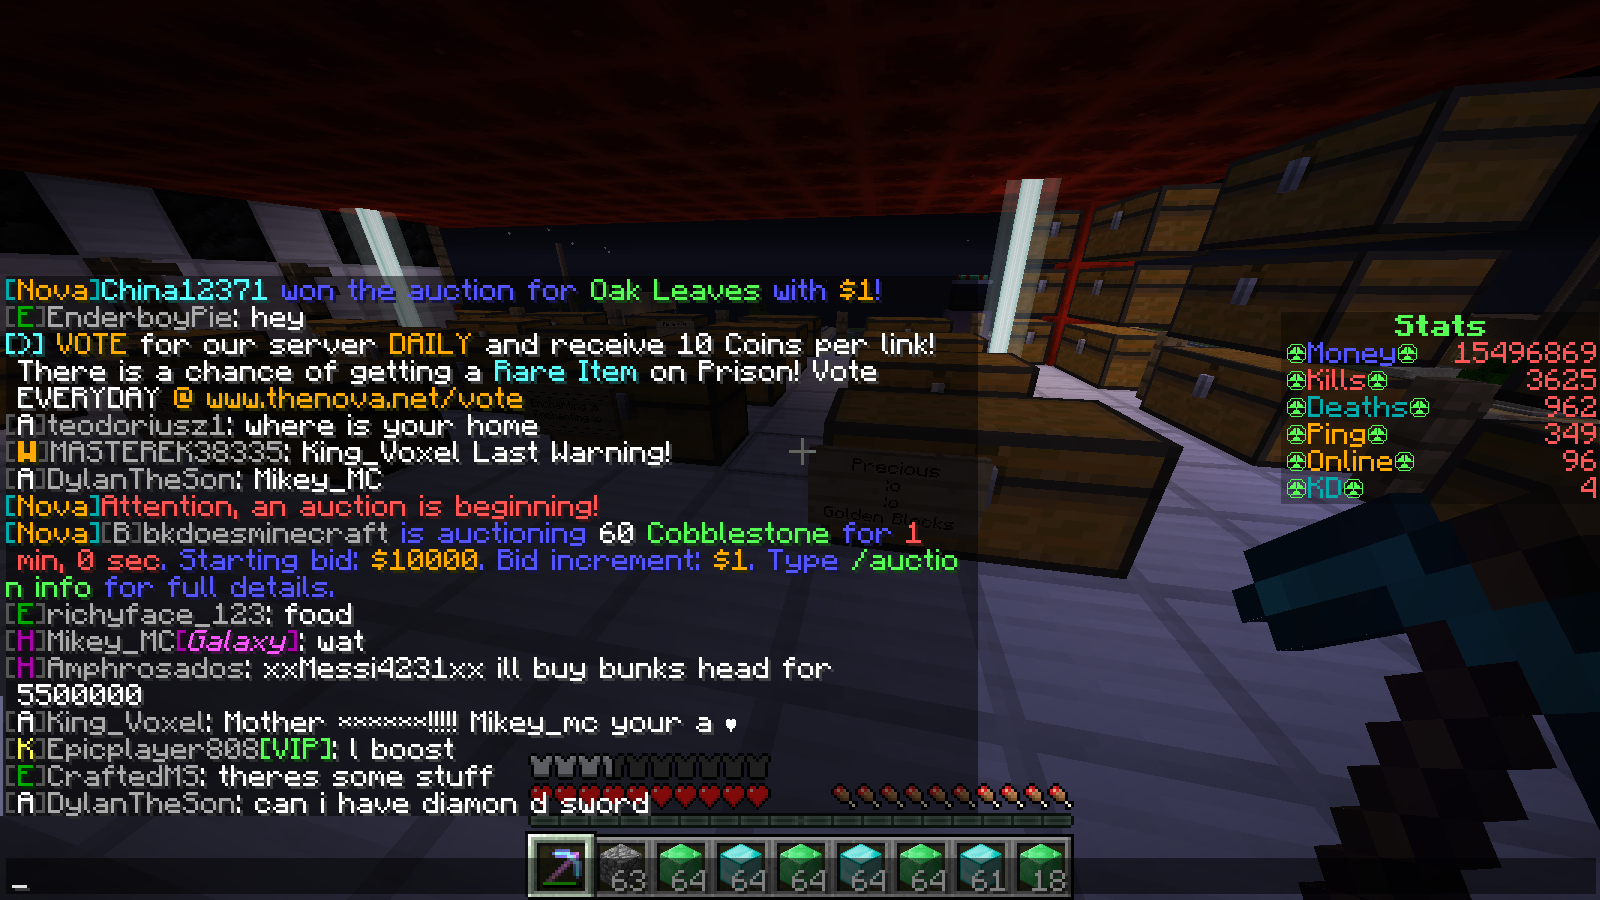 [Nova]China12371 won the auction for Oak Leaves with $1!
[E]EnderboyPie: hey
[)] VOTE for our server DAILY and receive 10 Coins per link!
There is a chance of getting a Rare Item on Prison! Vote
EVERYDAY @ www.thenova.net/vote
[A]teodoriusz1: where is your home
[W]MASTEREK38335: King_Voxel Last Warning!
[A]DylanTheSon: Mikey_MC
[Nova]Attention, an auction is beginning!
[Nova][B]bkdoesminecraft is auctioning 60 Cobblestone for 1
min, 0 sec. Starting bid: $10000. Bid increment: $1. Type /auctio
n info for full details.
[E]richyface_123: food
[H]Mikey_MC[Galaxy]: wat
[H]Amphrosados: xxMessi4231xx ill buy bunks head for
5500000
[A]King_Voxel: Mother ××××××!!!!! Mikey_mc your a ♥
[K]Epicplayer808[VIP]: l boost
[E]CraftedMS: theres some stuff
[A]DylanTheSon: can i have diamon d sword
_
Precious
Golden Blocks
Stats
Money 15496869
Kills 3625
Deaths 962
Ping 349
Online 96
KD 4
63 64 64 64 64 64 61 18